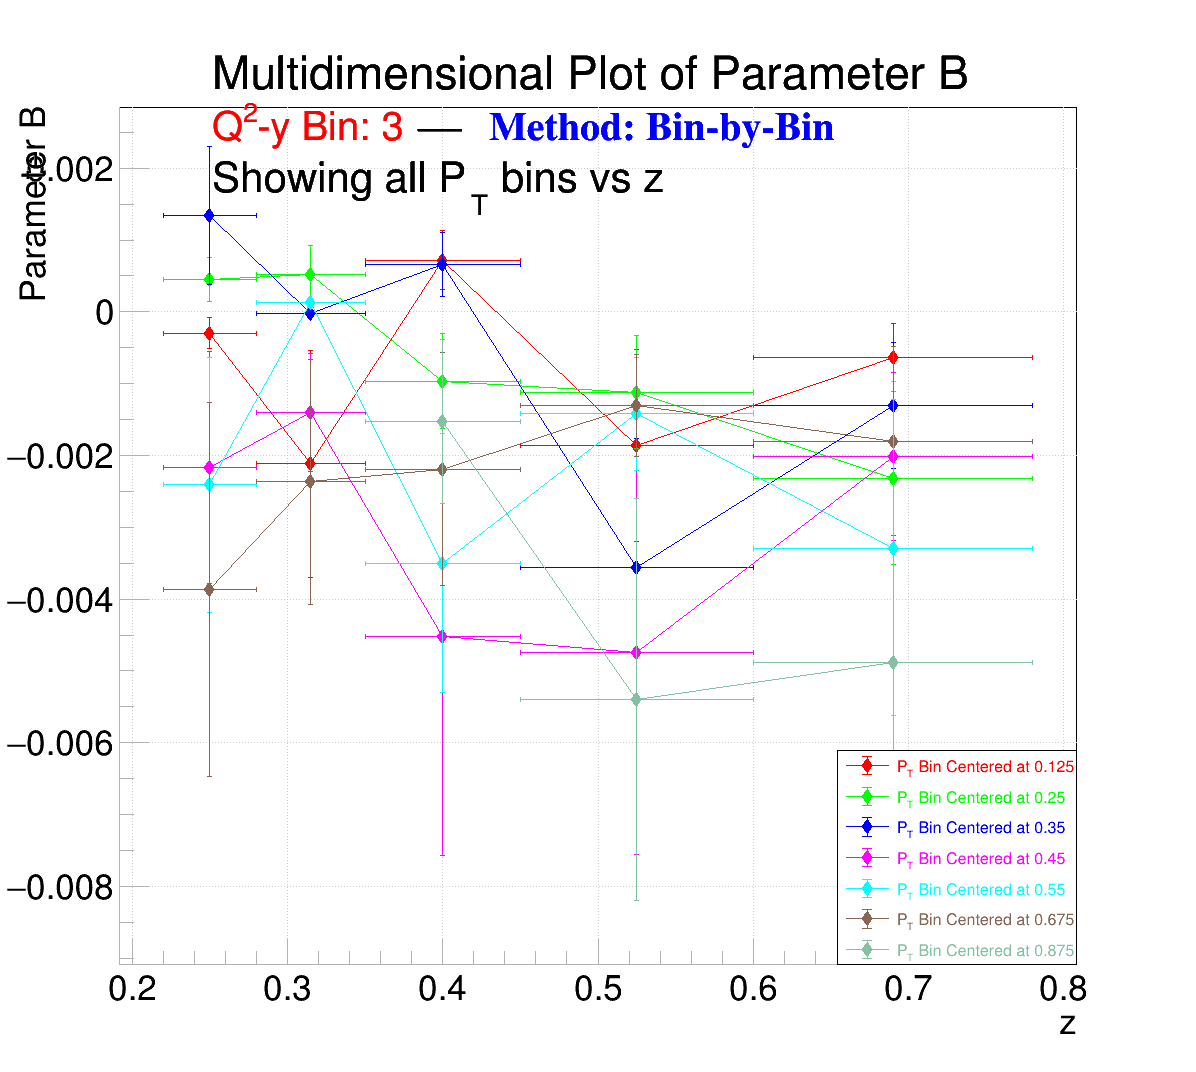 Multidimensional Plot of Parameter B
Q²-y Bin: 3 — Method: Bin-by-Bin
Showing all P_T bins vs z
Parameter B
0.002
0
−0.002
−0.004
−0.006
−0.008
P_T Bin Centered at 0.125
P_T Bin Centered at 0.25
P_T Bin Centered at 0.35
P_T Bin Centered at 0.45
P_T Bin Centered at 0.55
P_T Bin Centered at 0.675
P_T Bin Centered at 0.875
0.2 0.3 0.4 0.5 0.6 0.7 0.8
z